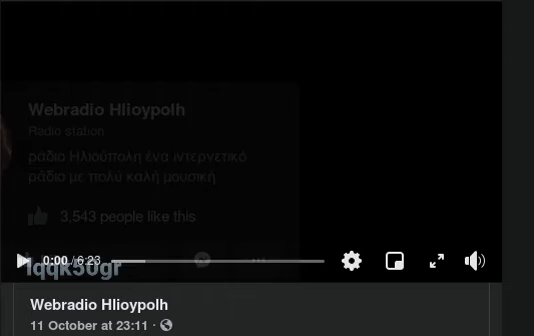 Webradio Hlioypolh
Radio station
ράδιο Ηλιούπολη ένα ιντερνετικό
ράδιο με πολύ καλή μουσική
3,543 people like this
0:00 / 6:23
Iqqk50gr
Webradio Hlioypolh
11 October at 23:11 ·